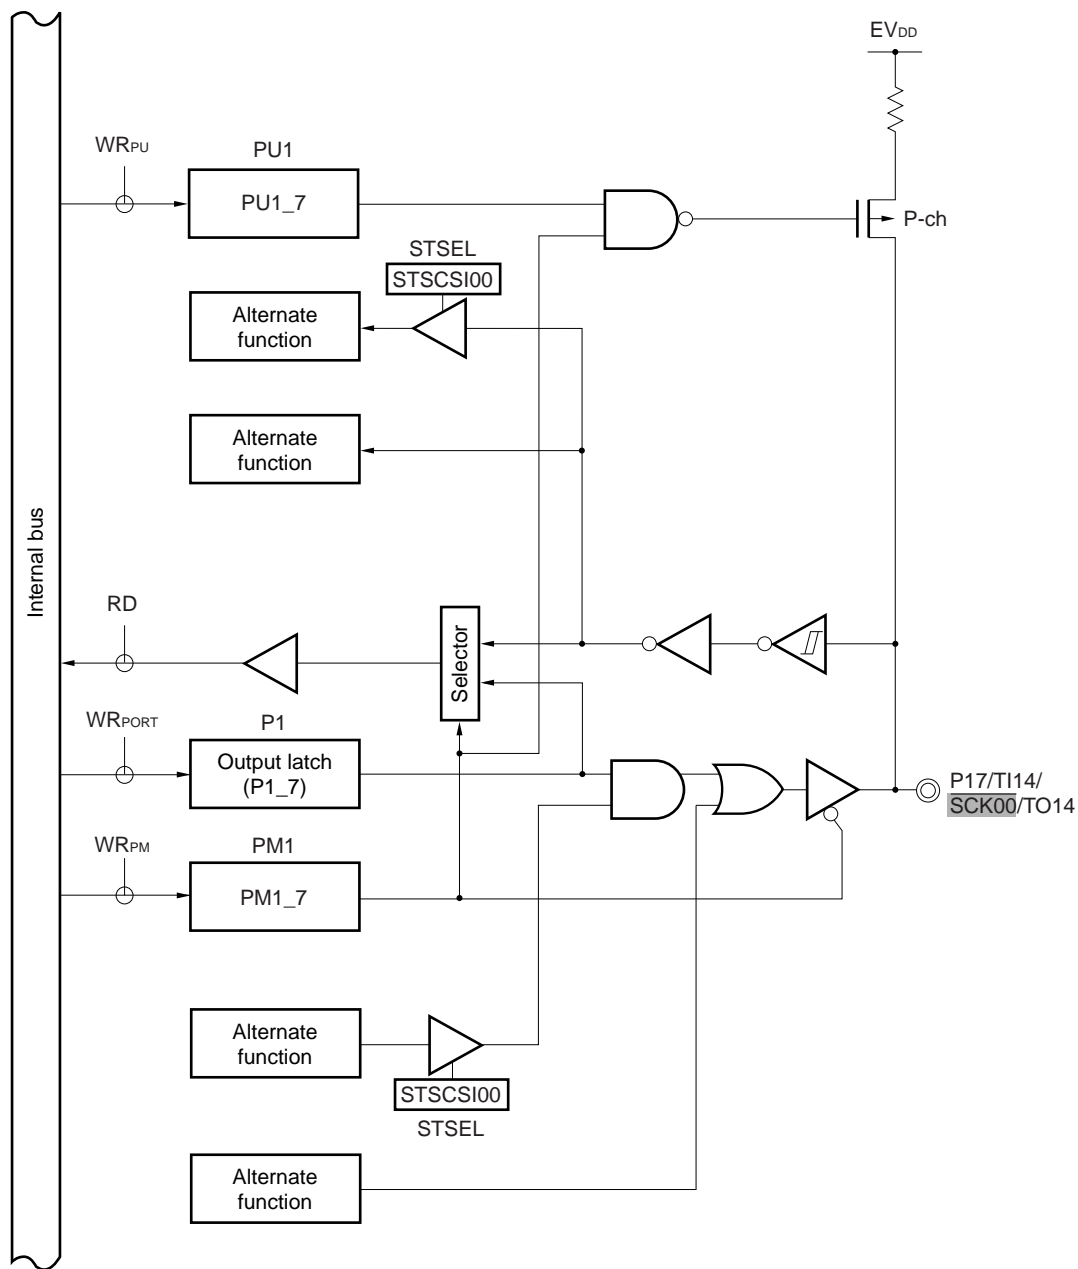 EVDD
WRPU
PU1
PU1_7
P-ch
STSEL
STSCSI00
Alternate
function
Alternate
function
Internal bus
RD
Selector
WRPORT
P1
Output latch
(P1_7)
P17/TI14/
SCK00/TO14
WRPM
PM1
PM1_7
Alternate
function
STSCSI00
STSEL
Alternate
function